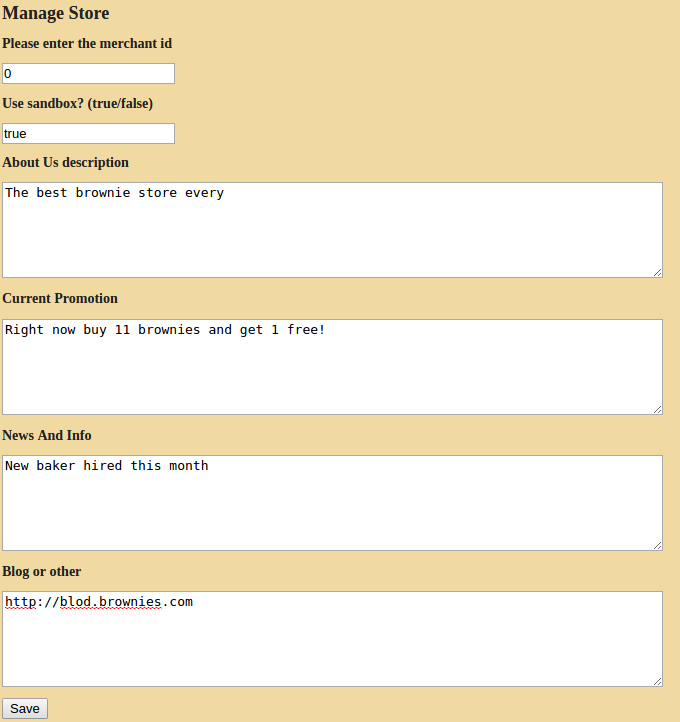 Manage Store
Please enter the merchant id
0
Use sandbox? (true/false)
true
About Us description
The best brownie store every
Current Promotion
Right now buy 11 brownies and get 1 free!
News And Info
New baker hired this month
Blog or other
http://blod.brownies.com
Save